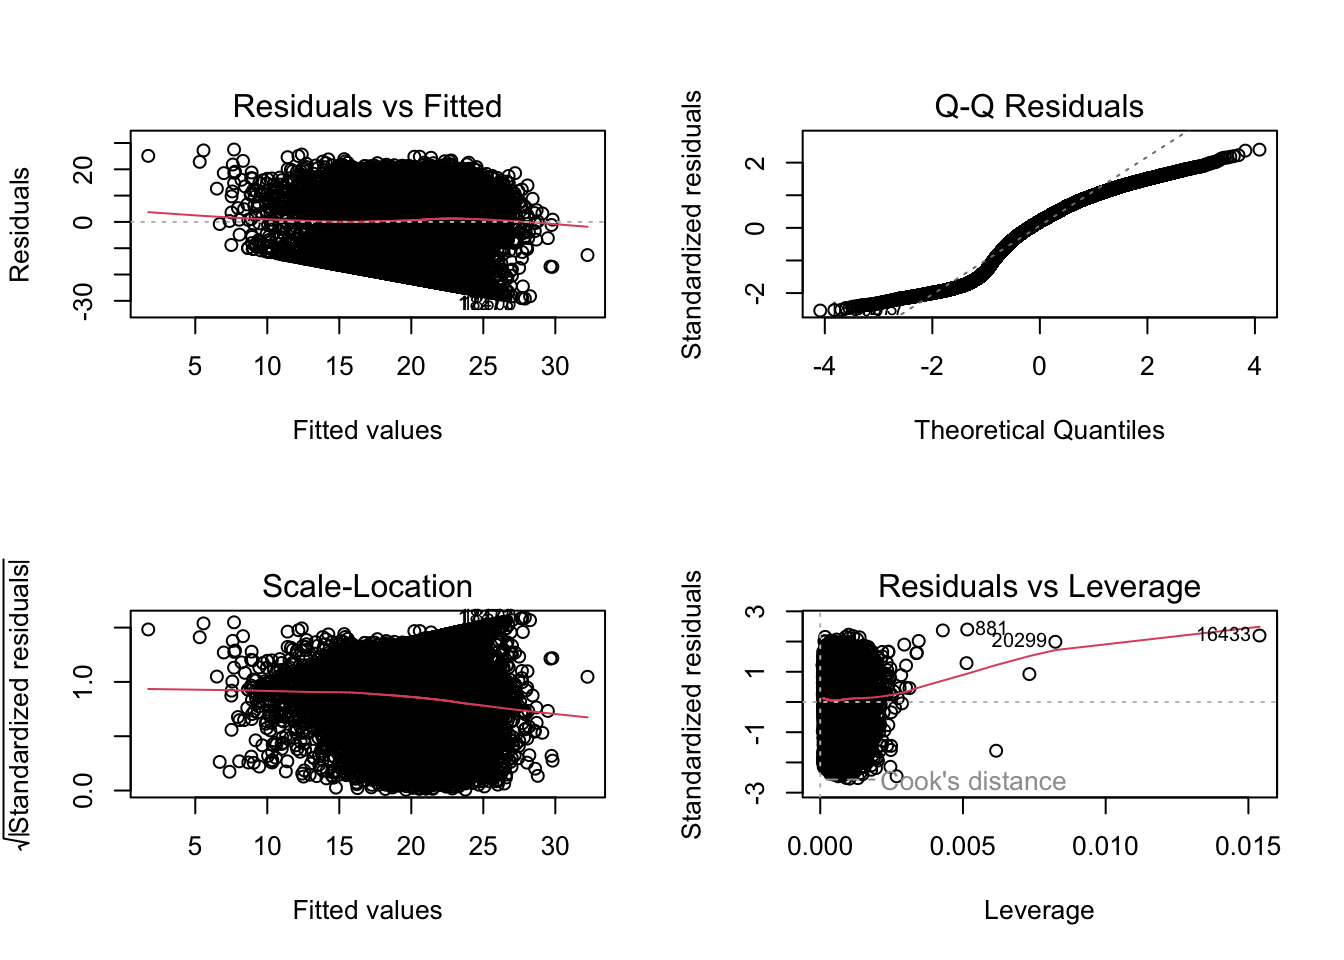 Residuals vs Fitted
Residuals
-30
0
20
5 10 15 20 25 30
Fitted values
Q-Q Residuals
Standardized residuals
-2
0
2
-4 -2 0 2 4
Theoretical Quantiles
Scale-Location
√|Standardized residuals|
0.0
1.0
5 10 15 20 25 30
Fitted values
Residuals vs Leverage
Standardized residuals
-3
-1
1
3
881
20299
16433
Cook's distance
0.000 0.005 0.010 0.015
Leverage